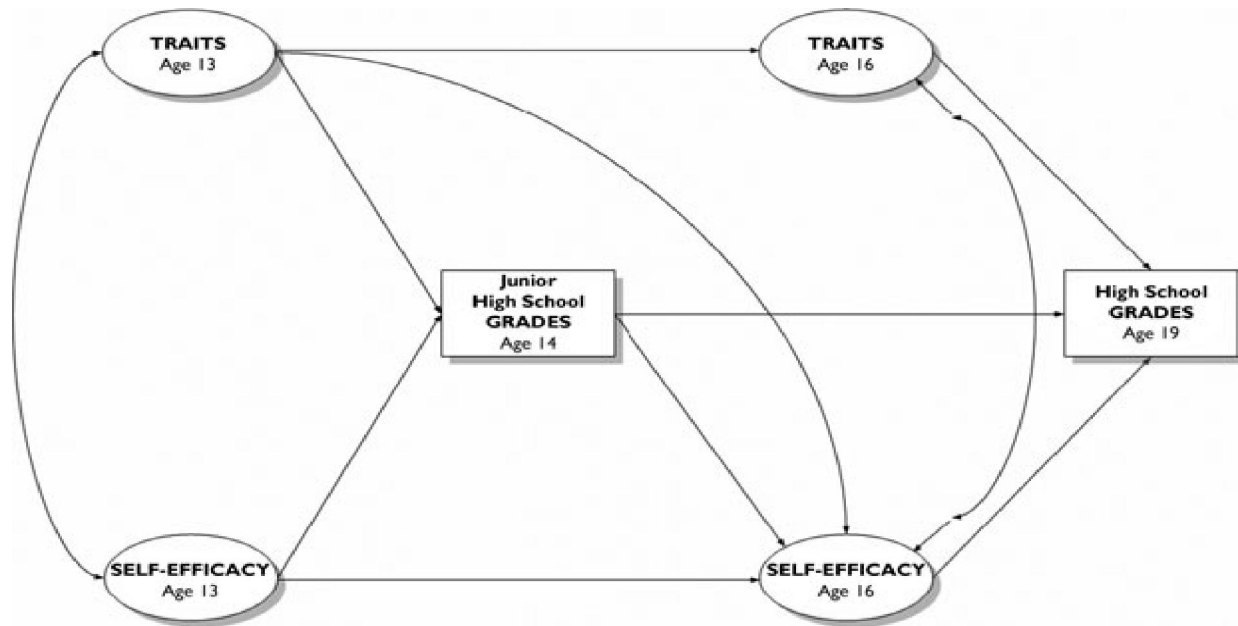 TRAITS
Age 13
TRAITS
Age 16
Junior
High School
GRADES
Age 14
High School
GRADES
Age 19
SELF-EFFICACY
Age 13
SELF-EFFICACY
Age 16